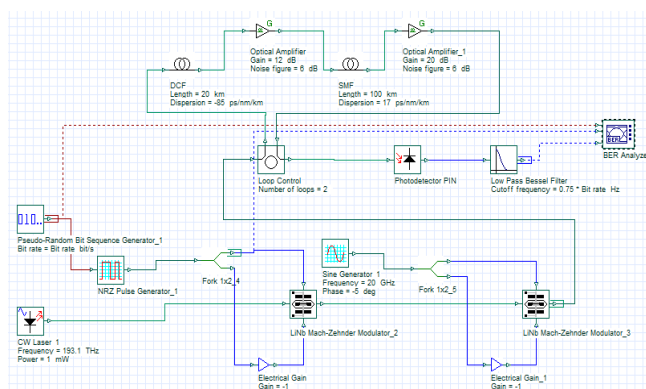 G
G
Optical Amplifier
Gain = 12 dB
Noise figure = 6 dB
Optical Amplifier_1
Gain = 20 dB
Noise figure = 6 dB
DCF
Length = 20 km
Dispersion = -85 ps/nm/km
SMF
Length = 100 km
Dispersion = 17 ps/nm/km
BER
BER Analyze
Loop Control
Number of loops = 2
Photodetector PIN
Low Pass Bessel Filter
Cutoff frequency = 0.75 * Bit rate Hz
010..
Pseudo-Random Bit Sequence Generator_1
Bit rate = Bit rate bit/s
NRZ Pulse Generator_1
Fork 1x2_4
Sine Generator_1
Frequency = 20 GHz
Phase = -5 deg
Fork 1x2_5
LiNb Mach-Zehnder Modulator_2
LiNb Mach-Zehnder Modulator_3
CW Laser_1
Frequency = 193.1 THz
Power = 1 mW
Electrical Gain
Gain = -1
Electrical Gain_1
Gain = -1